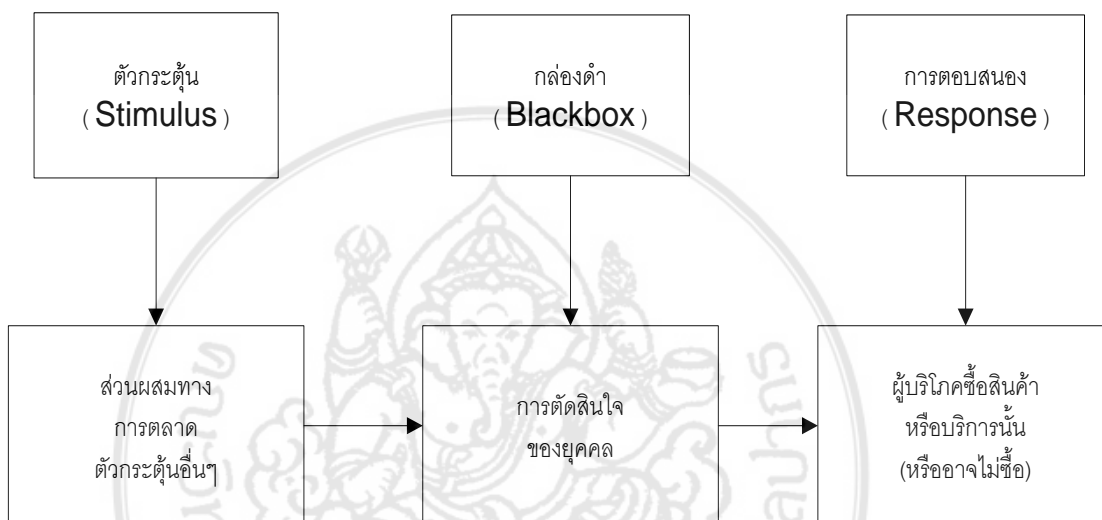 ตัวกระตุ้น
( Stimulus )
กล่องดำ
( Blackbox )
การตอบสนอง
( Response )
ส่วนผสมทาง
การตลาด
ตัวกระตุ้นอื่นๆ
การตัดสินใจ
ของยุคคล
ผู้บริโภคซื้อสินค้า
หรือบริการนั้น
(หรืออาจไม่ซื้อ)